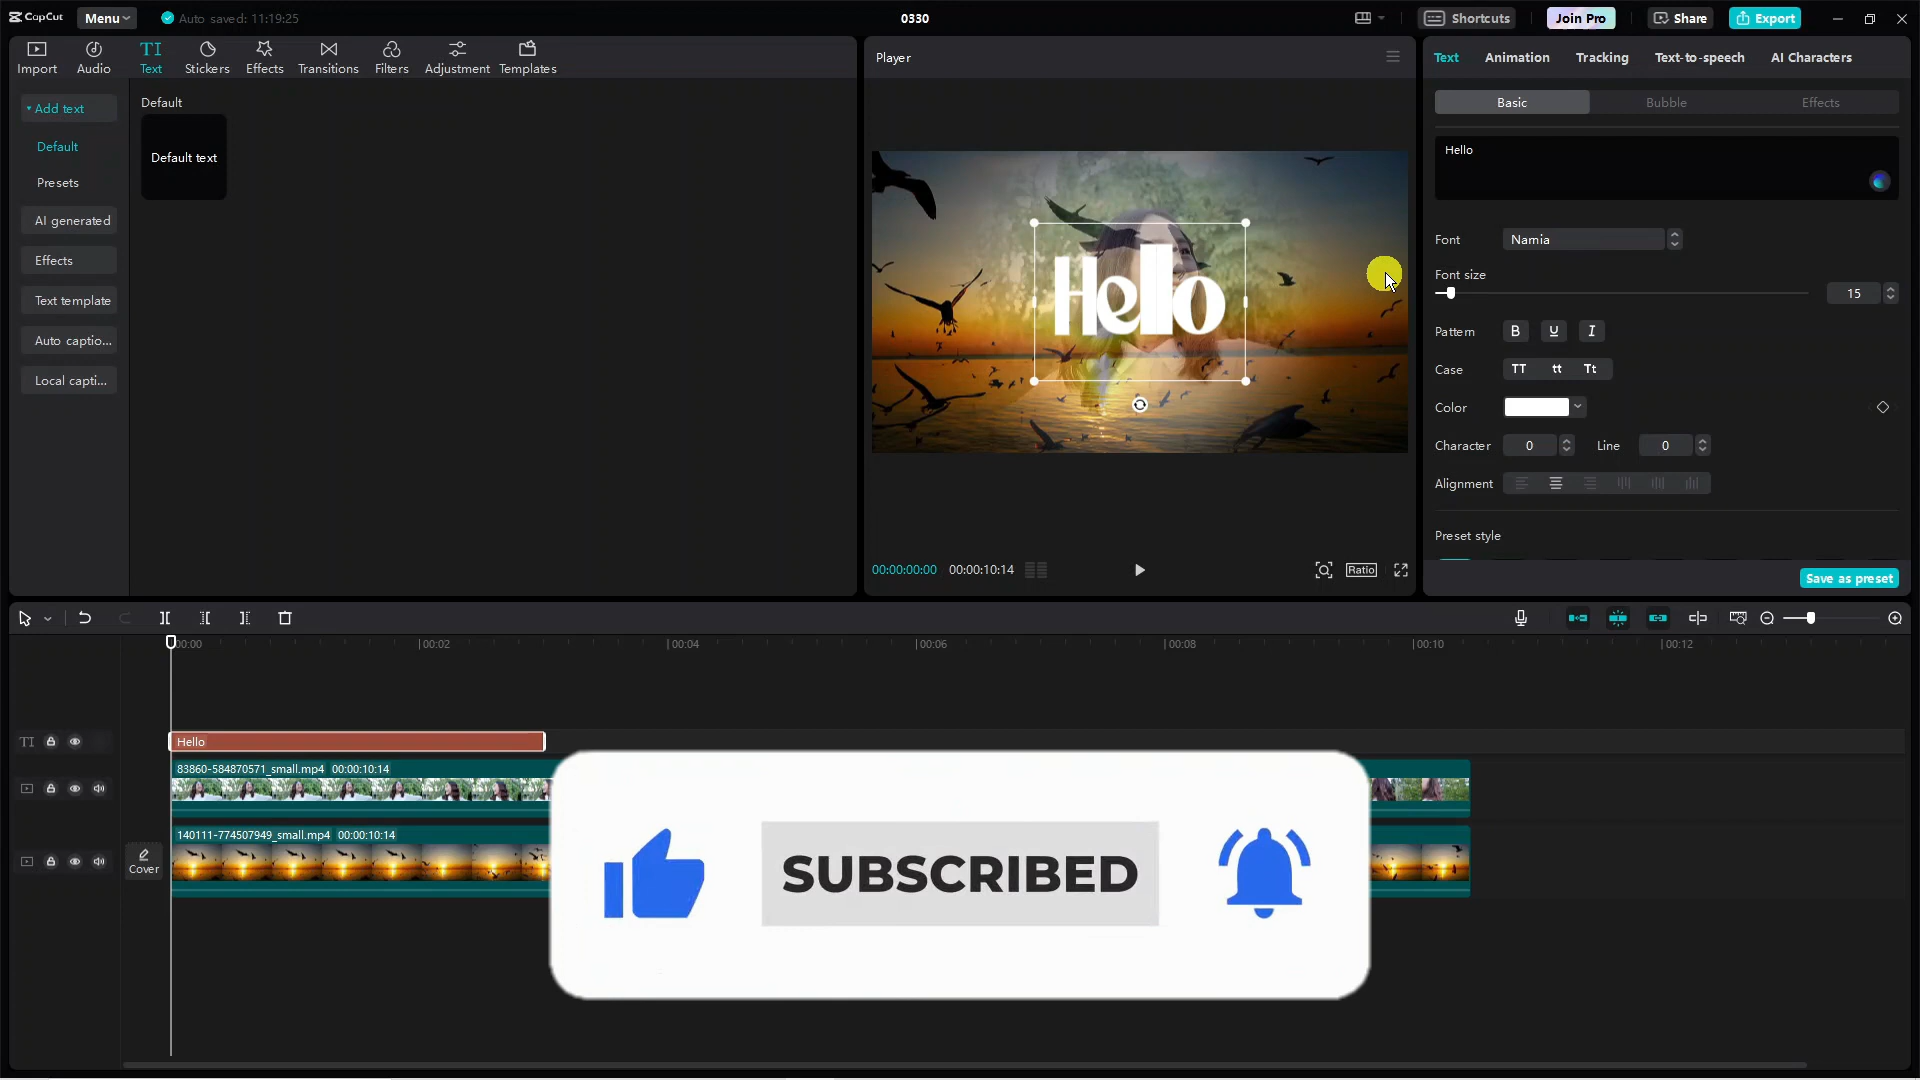 CapCut
Menu
Auto saved: 11:19:25
0330
Shortcuts
Join Pro
Share
Export
Import
Audio
TI
Text
Stickers
Effects
Transitions
Filters
Adjustment
Templates
Add text
Default
Presets
AI generated
Effects
Text template
Auto captio...
Local capti...
Default
Default text
Player
Hello
00:00:00:00
00:00:10:14
Ratio
Text
Animation
Tracking
Text-to-speech
AI Characters
Basic
Bubble
Effects
Hello
Font
Namia
Font size
15
Pattern
B
U
I
Case
TT
tt
Tt
Color
Character
0
Line
0
Alignment
Preset style
Save as preset
00:00
00:02
00:04
00:06
00:08
00:10
00:12
TI
Hello
83860-584870571_small.mp4 00:00:10:14
140111-774507949_small.mp4 00:00:10:14
Cover
SUBSCRIBED